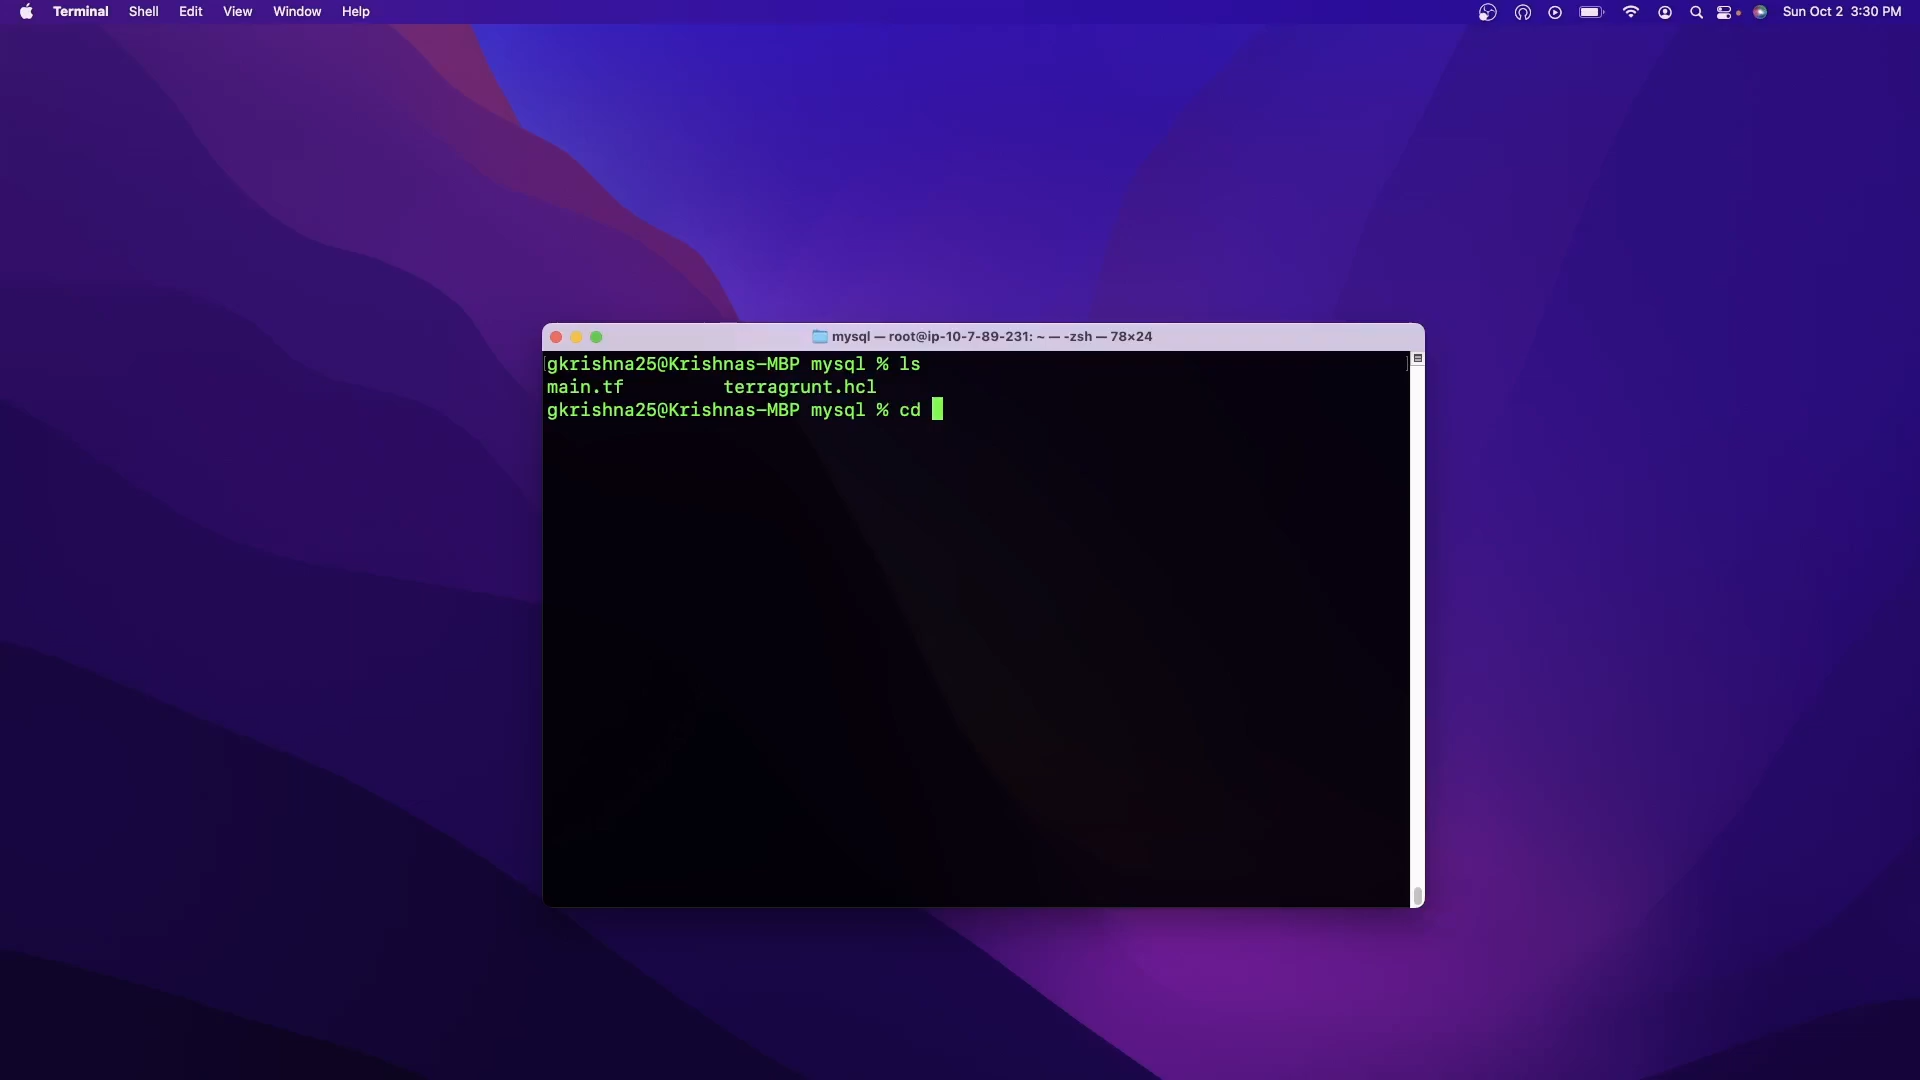 Terminal Shell Edit View Window Help Sun Oct 2 3:30 PM
mysql — root@ip-10-7-89-231: ~ — -zsh — 78×24
gkrishna25@Krishnas-MBP mysql % ls
main.tf terragrunt.hcl
gkrishna25@Krishnas-MBP mysql % cd